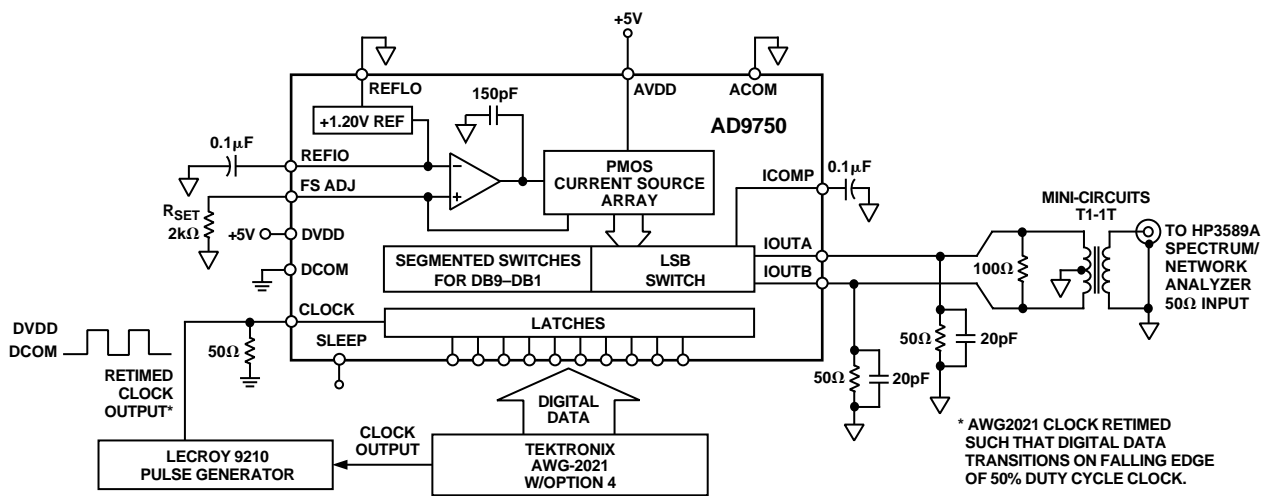 +5V
REFLO
AVDD
ACOM
150pF
+1.20V REF
AD9750
0.1µF
REFIO
FS ADJ
PMOS
CURRENT SOURCE
ARRAY
ICOMP
0.1µF
RSET
2kΩ
+5V
DVDD
DCOM
SEGMENTED SWITCHES
FOR DB9–DB1
LSB
SWITCH
IOUTA
IOUTB
MINI-CIRCUITS
T1-1T
100Ω
TO HP3589A
SPECTRUM/
NETWORK
ANALYZER
50Ω INPUT
CLOCK
LATCHES
DVDD
DCOM
50Ω
SLEEP
50Ω
20pF
50Ω
20pF
RETIMED
CLOCK
OUTPUT*
DIGITAL
DATA
CLOCK
OUTPUT
LECROY 9210
PULSE GENERATOR
TEKTRONIX
AWG-2021
W/OPTION 4
* AWG2021 CLOCK RETIMED
SUCH THAT DIGITAL DATA
TRANSITIONS ON FALLING EDGE
OF 50% DUTY CYCLE CLOCK.